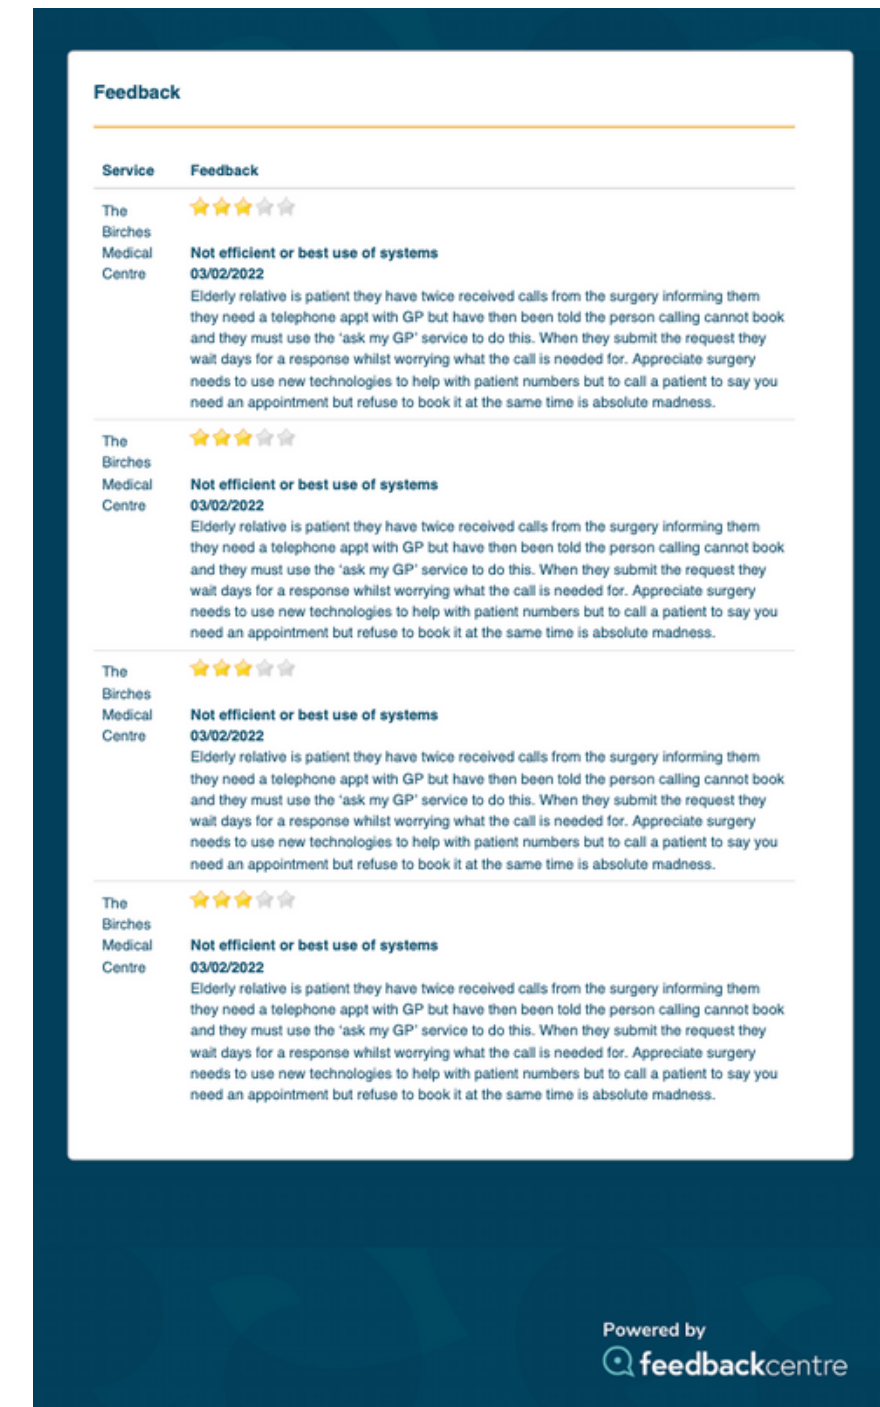 Feedback
Service Feedback
The
Birches
Medical
Centre
Not efficient or best use of systems
03/02/2022
Elderly relative is patient they have twice received calls from the surgery informing them
they need a telephone appt with GP but have then been told the person calling cannot book
and they must use the ‘ask my GP’ service to do this. When they submit the request they
wait days for a response whilst worrying what the call is needed for. Appreciate surgery
needs to use new technologies to help with patient numbers but to call a patient to say you
need an appointment but refuse to book it at the same time is absolute madness.
The
Birches
Medical
Centre
Not efficient or best use of systems
03/02/2022
Elderly relative is patient they have twice received calls from the surgery informing them
they need a telephone appt with GP but have then been told the person calling cannot book
and they must use the ‘ask my GP’ service to do this. When they submit the request they
wait days for a response whilst worrying what the call is needed for. Appreciate surgery
needs to use new technologies to help with patient numbers but to call a patient to say you
need an appointment but refuse to book it at the same time is absolute madness.
The
Birches
Medical
Centre
Not efficient or best use of systems
03/02/2022
Elderly relative is patient they have twice received calls from the surgery informing them
they need a telephone appt with GP but have then been told the person calling cannot book
and they must use the ‘ask my GP’ service to do this. When they submit the request they
wait days for a response whilst worrying what the call is needed for. Appreciate surgery
needs to use new technologies to help with patient numbers but to call a patient to say you
need an appointment but refuse to book it at the same time is absolute madness.
The
Birches
Medical
Centre
Not efficient or best use of systems
03/02/2022
Elderly relative is patient they have twice received calls from the surgery informing them
they need a telephone appt with GP but have then been told the person calling cannot book
and they must use the ‘ask my GP’ service to do this. When they submit the request they
wait days for a response whilst worrying what the call is needed for. Appreciate surgery
needs to use new technologies to help with patient numbers but to call a patient to say you
need an appointment but refuse to book it at the same time is absolute madness.
Powered by
feedbackcentre